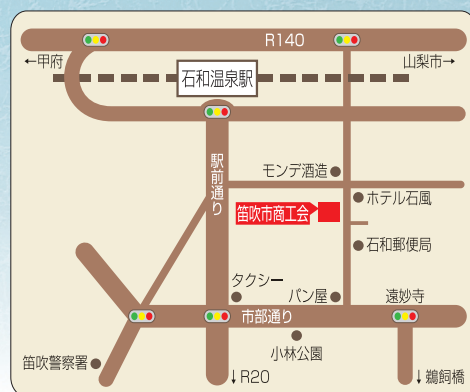 R140
←甲府
山梨市→
石和温泉駅
駅前通り
モンデ酒造
ホテル石風
笛吹市商工会
石和郵便局
タクシー
パン屋
遠妙寺
市部通り
小林公園
笛吹警察署
↓R20
↓鵜飼橋